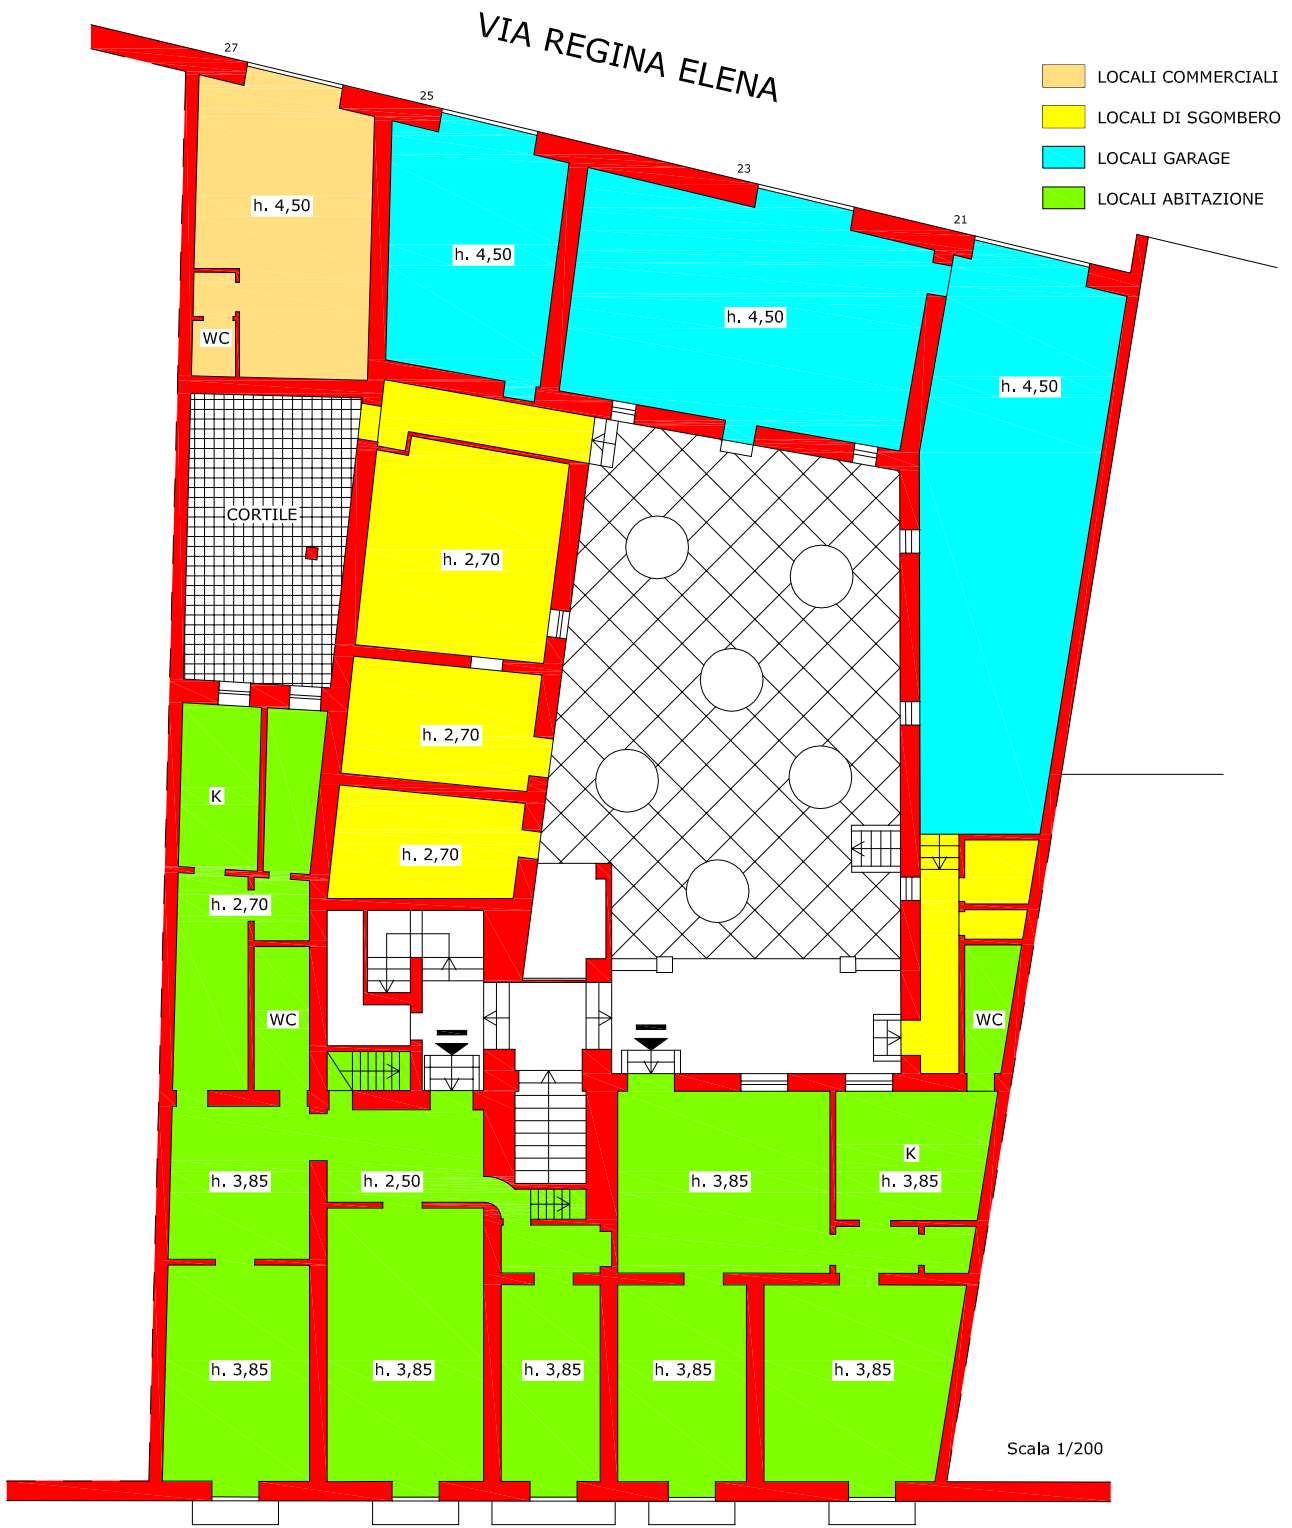 VIA REGINA ELENA
27
25
23
21
LOCALI COMMERCIALI
LOCALI DI SGOMBERO
LOCALI GARAGE
LOCALI ABITAZIONE
h. 4,50
h. 4,50
h. 4,50
h. 4,50
WC
CORTILE
h. 2,70
h. 2,70
K
h. 2,70
h. 2,70
WC
WC
h. 3,85
h. 2,50
h. 3,85
K
h. 3,85
h. 3,85
h. 3,85
h. 3,85
h. 3,85
h. 3,85
Scala 1/200